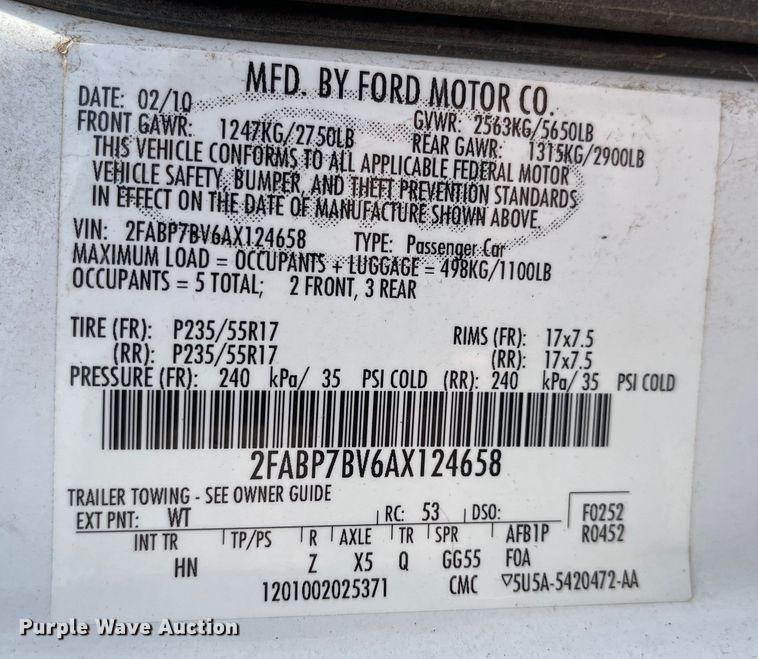 MFD. BY FORD MOTOR CO.
DATE: 02/10 GVWR: 2563KG/5650LB
FRONT GAWR: 1247KG/2750LB REAR GAWR: 1315KG/2900LB
THIS VEHICLE CONFORMS TO ALL APPLICABLE FEDERAL MOTOR
VEHICLE SAFETY, BUMPER, AND THEFT PREVENTION STANDARDS
IN EFFECT ON THE DATE OF MANUFACTURE SHOWN ABOVE.
VIN: 2FABP7BV6AX124658 TYPE: Passenger Car
MAXIMUM LOAD = OCCUPANTS + LUGGAGE = 498KG/1100LB
OCCUPANTS = 5 TOTAL; 2 FRONT, 3 REAR
TIRE (FR): P235/55R17 RIMS (FR): 17x7.5
(RR): P235/55R17 (RR): 17x7.5
PRESSURE (FR): 240 kPa/ 35 PSI COLD (RR): 240 kPa/ 35 PSI COLD
2FABP7BV6AX124658
TRAILER TOWING - SEE OWNER GUIDE
EXT PNT: WT RC: 53 DSO: F0252
INT TR TP/PS R AXLE TR SPR AFB1P R0452
HN Z X5 Q GG55 FOA
1201002025371 CMC ▽5U5A-5420472-AA
Purple Wave Auction